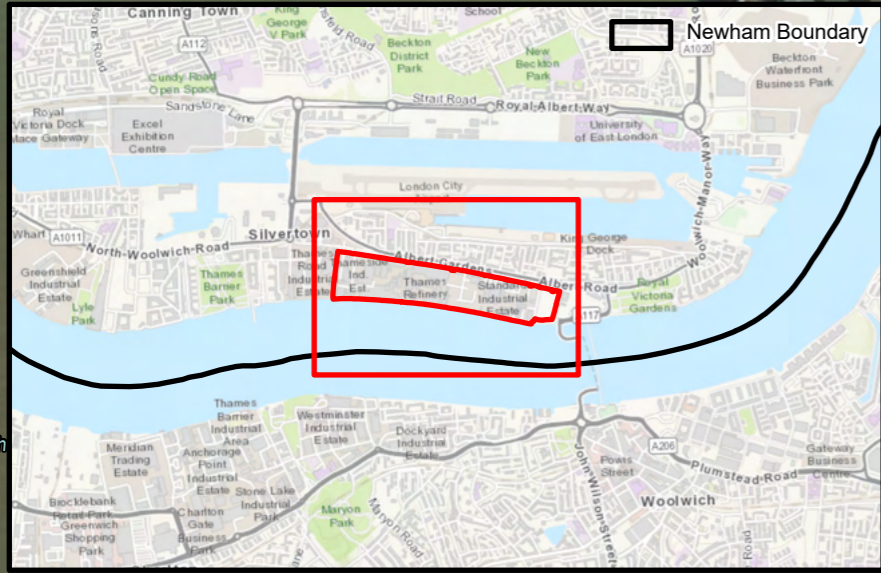 Canning Town
King
George
V Park
School
Newham Boundary
A112
Beckton
District
Park
New
Beckton
Park
A1020
Beckton
Waterfront
Business Park
Cundy Road
Open Space
Sandstone Lane
Strait Road
Royal-Albert-Way
Royal
Victoria Dock
Excel
Exhibition
Centre
University
of East London
Woolwich-Manor-Way
London City
Silvertown
King George
Dock
Wharf
A1011
North-Woolwich-Road
Albert-Gardens
Albert-Road
Greenshield
Industrial
Estate
Thames
Barrier
Park
Lyle
Park
Thames
Road
Industrial
Estate
Thameside
Ind.
Est.
Thames
Refinery
Standard
Industrial
Estate
A117
Royal
Victoria
Gardens
Thames
Barrier
Industrial
Area
Westminster
Industrial
Estate
Dockyard
Industrial
Estate
Meridian
Trading
Estate
Anchorage
Point
Industrial
Estate
Stone Lake
Industrial
Park
Maryon
Park
Maryon Road
John-Wilson-Street
Powis
Street
A206
Plumstead-Road
Gateway
Business
Centre
Woolwich
Brocklebank
Retail Park
Greenwich
Shopping
Park
Charlton
Gate
Business
Park
Road